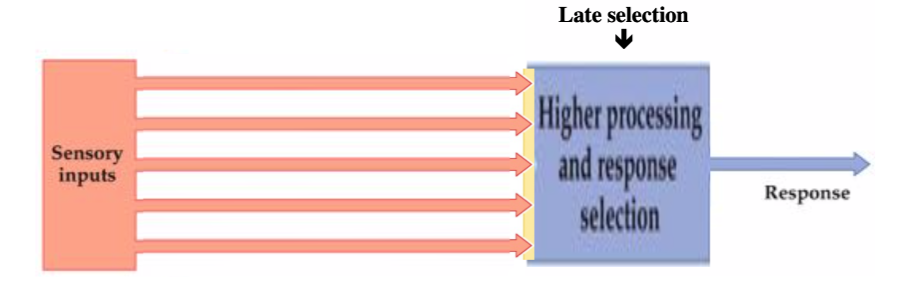 Late selection
Sensory
inputs
Higher processing
and response
selection
Response